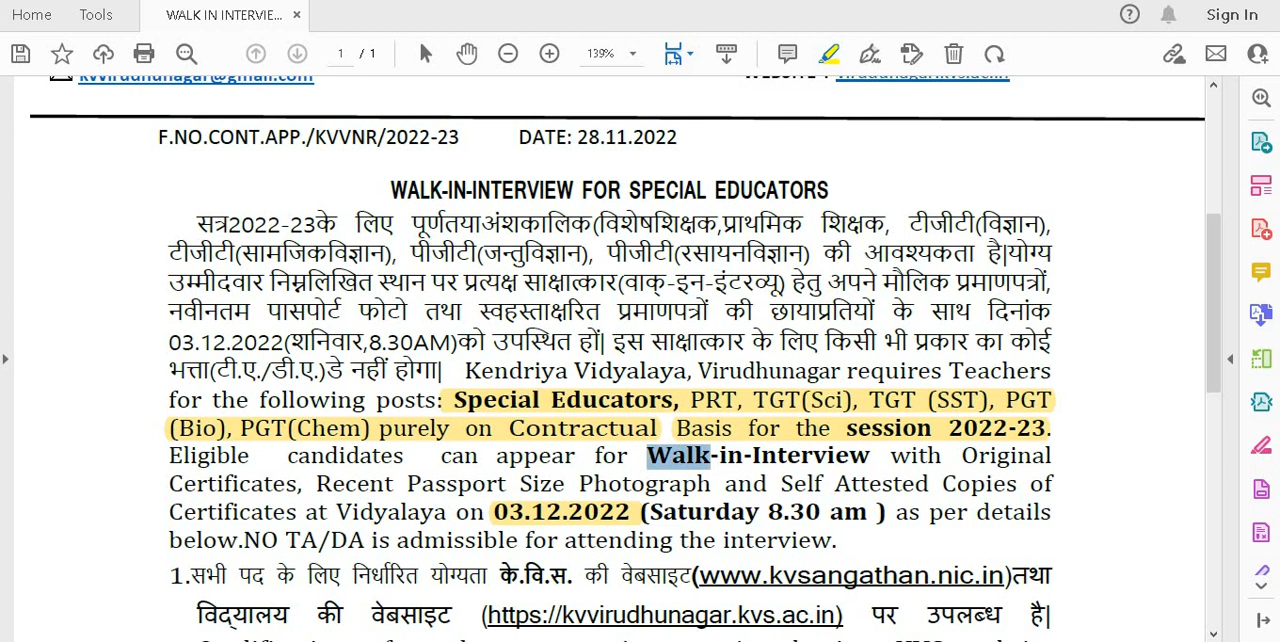 Home Tools WALK IN INTERVIE... × Sign In
1 / 1 139%
kvvirudhunagar@gmail.com
F.NO.CONT.APP./KVVNR/2022-23 DATE: 28.11.2022
WALK-IN-INTERVIEW FOR SPECIAL EDUCATORS
सत्र2022-23के लिए पूर्णतयाअंशकालिक(विशेषशिक्षक,प्राथमिक शिक्षक, टीजीटी(विज्ञान),
टीजीटी(सामजिकविज्ञान), पीजीटी(जन्तुविज्ञान), पीजीटी(रसायनविज्ञान) की आवश्यकता है|योग्य
उम्मीदवार निम्नलिखित स्थान पर प्रत्यक्ष साक्षात्कार(वाक्-इन-इंटरव्यू) हेतु अपने मौलिक प्रमाणपत्रों,
नवीनतम पासपोर्ट फोटो तथा स्वहस्ताक्षरित प्रमाणपत्रों की छायाप्रतियों के साथ दिनांक
03.12.2022(शनिवार,8.30AM)को उपस्थित हों| इस साक्षात्कार के लिए किसी भी प्रकार का कोई
भत्ता(टी.ए./डी.ए.)डे नहीं होगा| Kendriya Vidyalaya, Virudhunagar requires Teachers
for the following posts: Special Educators, PRT, TGT(Sci), TGT (SST), PGT
(Bio), PGT(Chem) purely on Contractual Basis for the session 2022-23.
Eligible candidates can appear for Walk-in-Interview with Original
Certificates, Recent Passport Size Photograph and Self Attested Copies of
Certificates at Vidyalaya on 03.12.2022 (Saturday 8.30 am ) as per details
below.NO TA/DA is admissible for attending the interview.
1.सभी पद के लिए निर्धारित योग्यता के.वि.स. की वेबसाइट(www.kvsangathan.nic.in)तथा
विद्यालय की वेबसाइट (https://kvvirudhunagar.kvs.ac.in) पर उपलब्ध है|